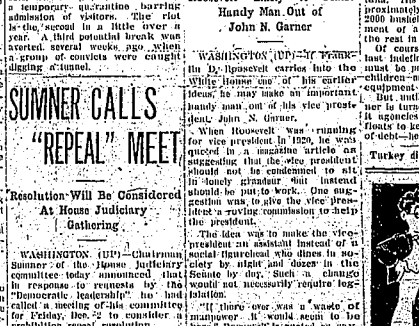 a temporary quarantine barring
admission of visitors. The riot
is the second in a little over a
year. A third potential break was
averted several weeks ago when
a group of convicts were caught
digging a tunnel.
SUMNER CALLS
"REPEAL" MEET
Resolution Will Be Considered
At House Judiciary
Gathering
WASHINGTON (UP)—Chairman
Sumner of the House judiciary
committee today announced that
in response to requests by the
"Democratic leadership" he had
called a meeting of his committee
for Friday, Dec. 2 to consider a
prohibition repeal resolution
Handy Man Out of
John N. Garner
WASHINGTON (UP)—If Frank-
lin D. Roosevelt carries into the
White House one of his earlier
ideas, he may make an important
handy man out of his vice presi-
dent, John N. Garner.
When Roosevelt was running
for vice president in 1920, he was
quoted in a magazine article as
suggesting that the vice president
should not be condemned to sit
in lonely grandeur but instead
should be put to work. One sug-
gestion was to give the vice pres-
ident a roving commission to help
the president.
The idea was to make the vice-
president an assistant instead of a
social figurehead who dines in so-
ciety by night and dozes in the
Senate by day. Such a change
would not necessarily require leg-
islation.
"If there ever was a waste of
manpower it would seem to be
proximately
2000 busin
ment of a
the rest in
Of cours
last indefin
must be p
children o
equipment
But
ner is turn
it agencies
floats to k
of debt—he
Turkey d